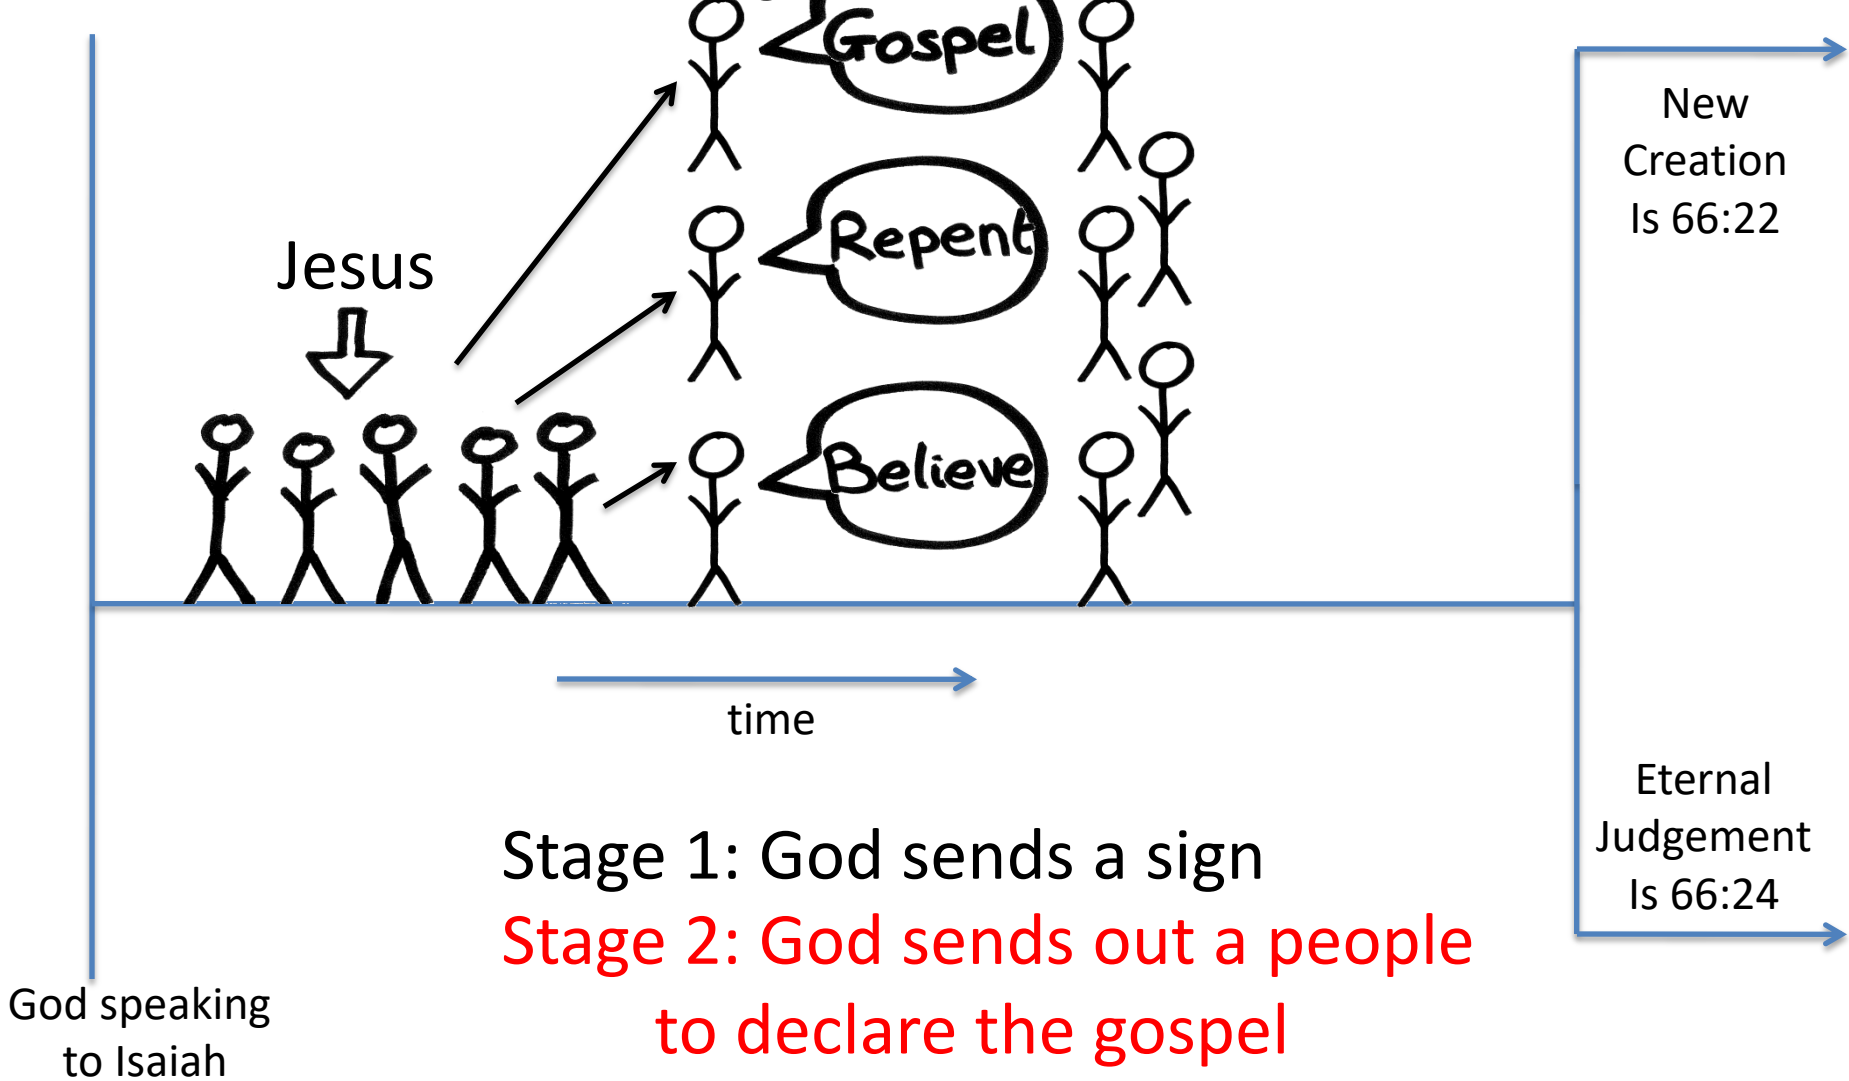 Gospel
New
Creation
Is 66:22
Repent
Jesus
Believe
time
Eternal
Judgement
Is 66:24
Stage 1: God sends a sign
Stage 2: God sends out a people
to declare the gospel
God speaking
to Isaiah